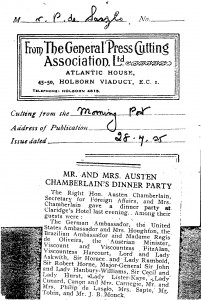 M r. P. de Laszlo No.
From The General Press Cutting
Association, Ltd
ATLANTIC HOUSE,
45-50, HOLBORN VIADUCT, E.C. 1.
TELEPHONE: HOLBORN 4815.
Cutting from the Morning Post
Address of Publication
Issue dated 28.4.25
MR. AND MRS. AUSTEN
CHAMBERLAIN'S DINNER PARTY
The Right Hon. Austen Chamberlain,
Secretary for Foreign Affairs, and Mrs.
Chamberlain gave a dinner party at
Claridge's Hotel last evening. Among their
guests were:
The German Ambassador, the United
States Ambassador and Mrs. Houghton, the
Brazilian Ambassador and Madame Regis
de Oliveira, the Austrian Minister,
Viscount and Viscountess FitzAlan,
Viscountess Harcourt, Lord and Lady
Askwith, Sir Horace and Lady Rumbold,
Sir Robert Horne, Major-General Sir John
and Lady Hanbury-Williams, Sir Cecil and
Lady Hurst, Lady Lister-Kaye, Lady
Cunard, Canon and Mrs. Carnegie, Mr. and
Mrs. Philip de Laszlo, Mrs. Sagle, Mr.
Tobin, and Mr. J. B. Monck.